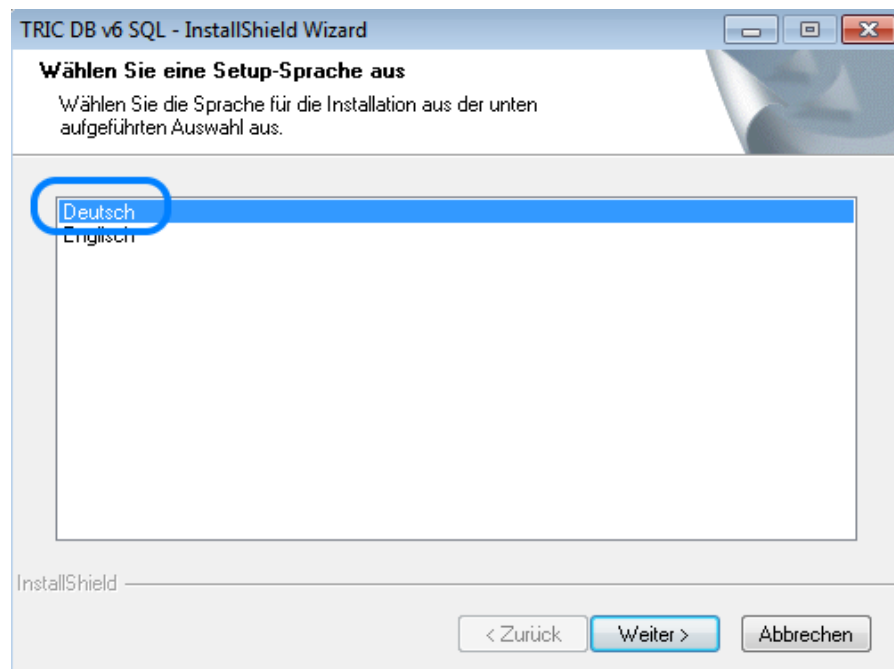 TRIC DB v6 SQL - InstallShield Wizard
Wählen Sie eine Setup-Sprache aus
Wählen Sie die Sprache für die Installation aus der unten
aufgeführten Auswahl aus.
Deutsch
Englisch
InstallShield
< Zurück
Weiter >
Abbrechen